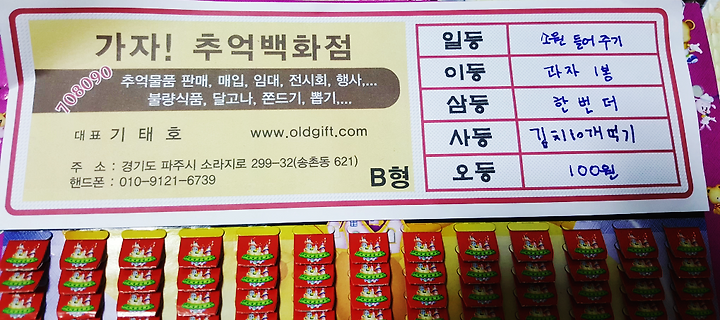 가자! 추억백화점
708090
추억물품 판매, 매입, 임대, 전시회, 행사,...
불량식품, 달고나, 쫀드기, 뽑기,...
대표 기 태 호 www.oldgift.com
주 소 : 경기도 파주시 소라지로 299-32(송촌동 621)
핸드폰 : 010-9121-6739
B형
일등 소원 들어주기
이등 과자 1봉
삼등 한 번 더
사등 김치10개먹기
오등 100원